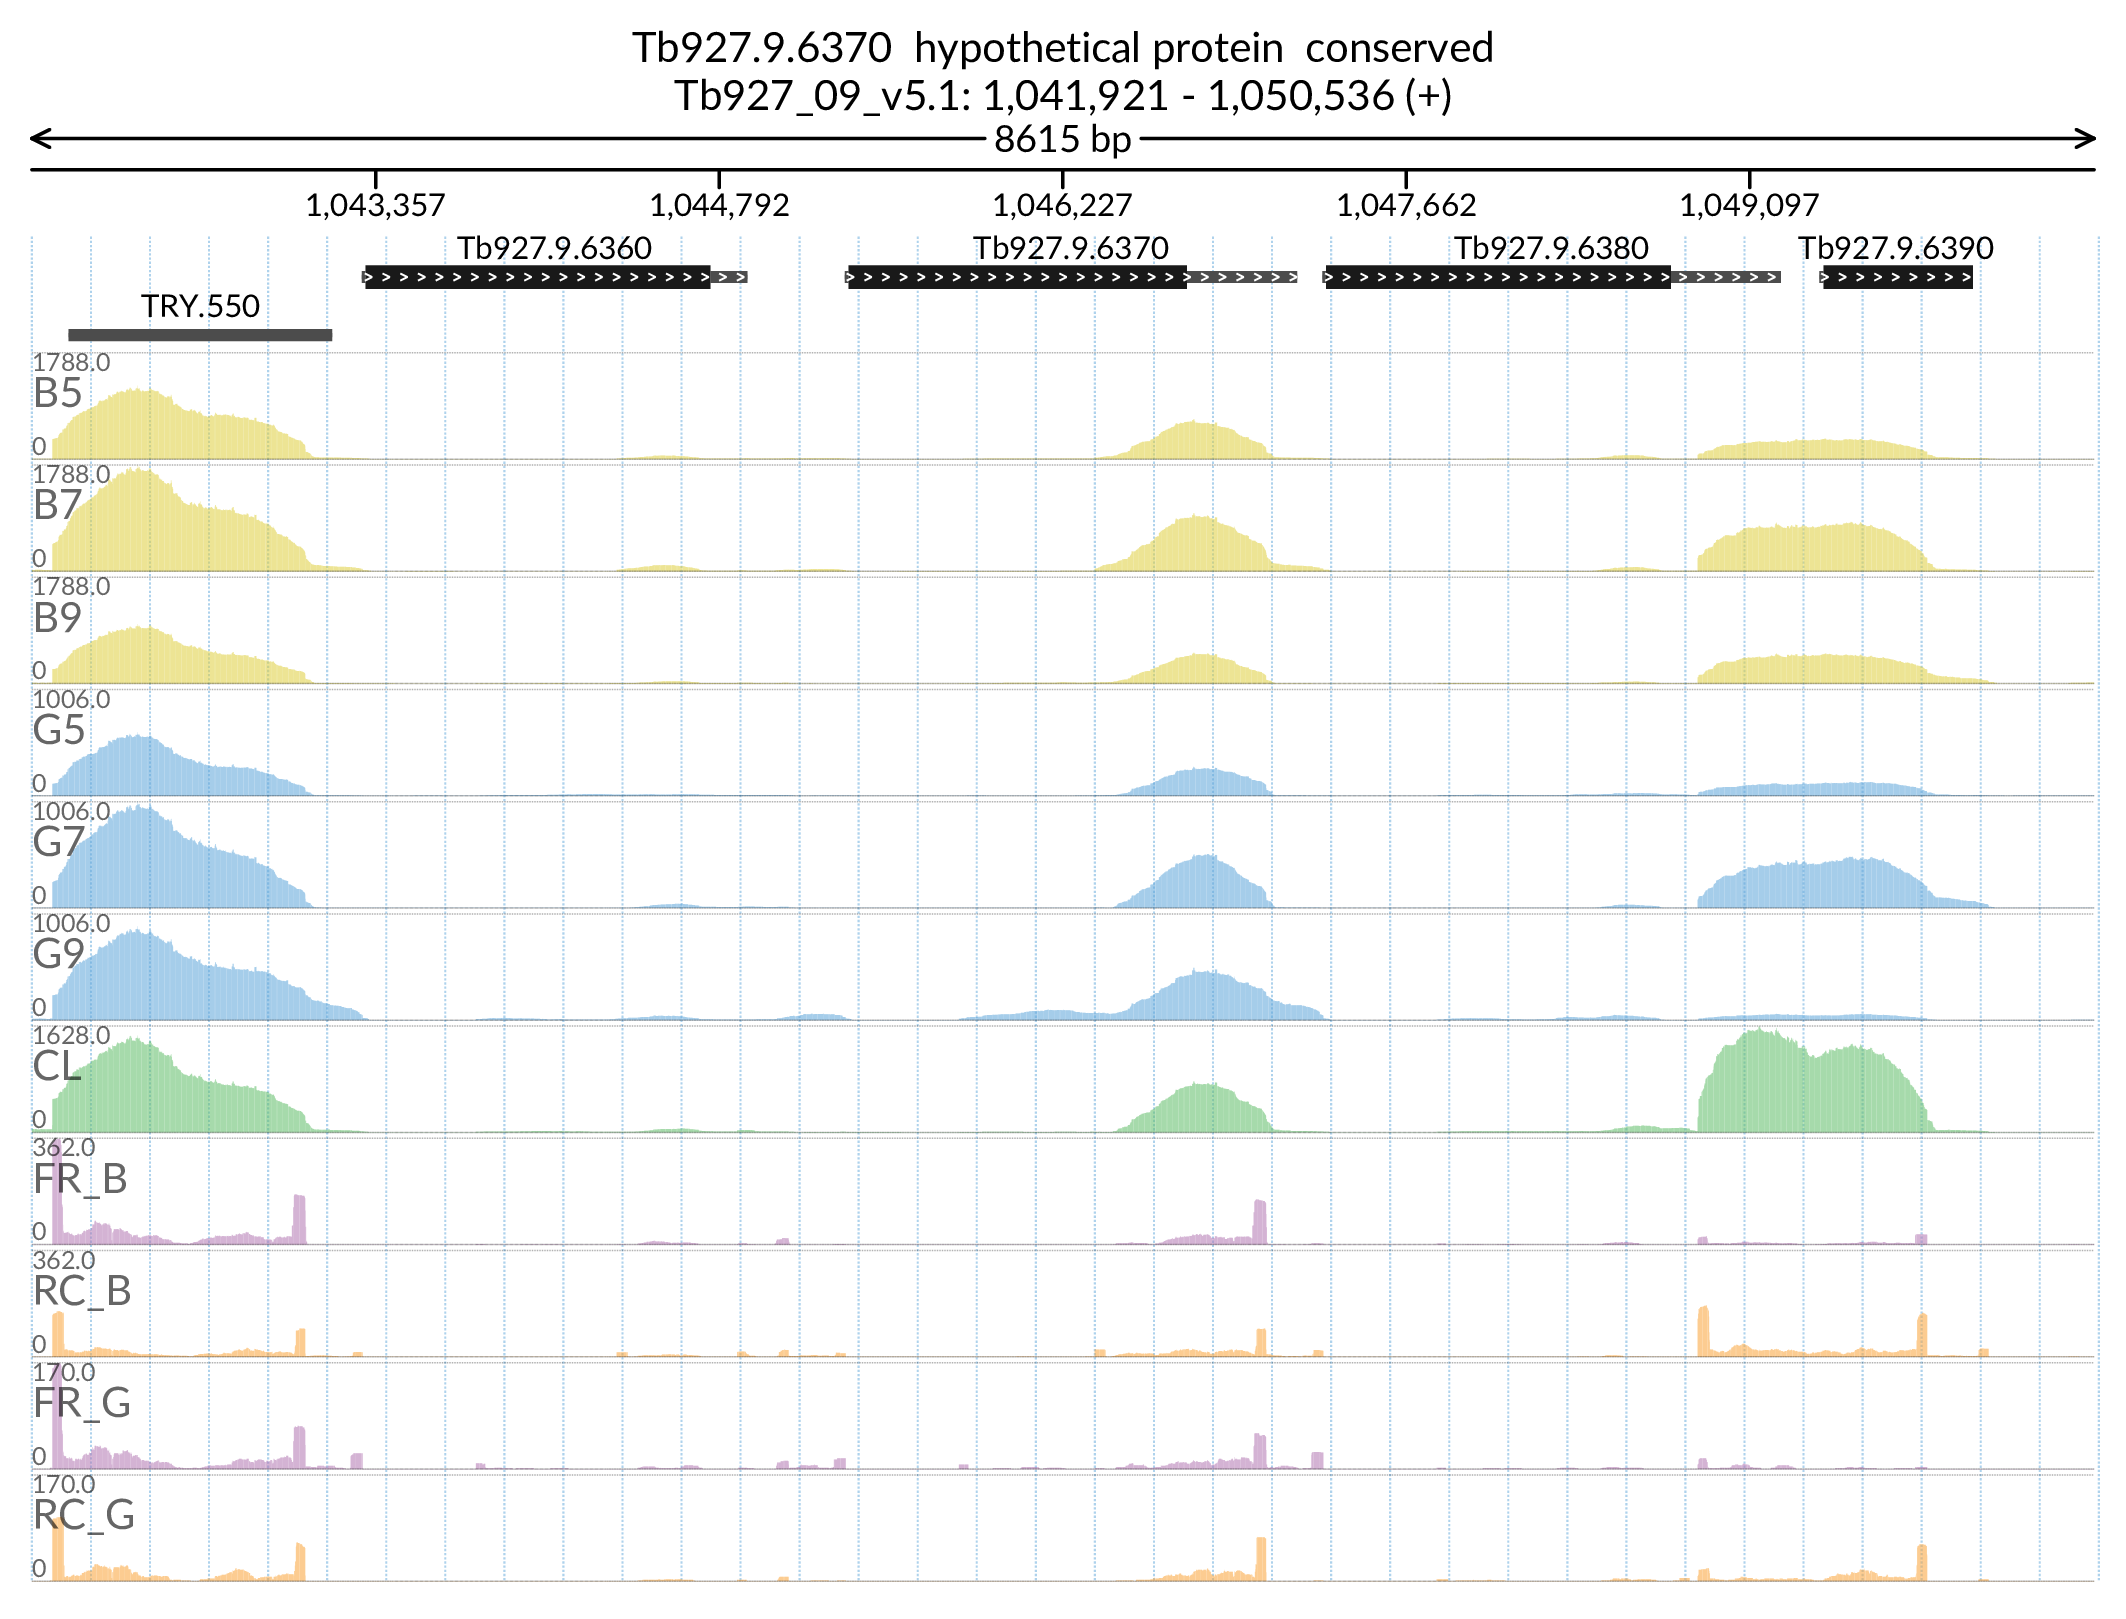 Tb927.9.6370 hypothetical protein conserved
Tb927_09_v5.1: 1,041,921 - 1,050,536 (+)
8615 bp
1,043,357 1,044,792 1,046,227 1,047,662 1,049,097
Tb927.9.6360 Tb927.9.6370 Tb927.9.6380 Tb927.9.6390
TRY.550
1788.0
B5
0
1788.0
B7
0
1788.0
B9
0
1006.0
G5
0
1006.0
G7
0
1006.0
G9
0
1628.0
CL
0
362.0
FR_B
0
362.0
RC_B
0
170.0
FR_G
0
170.0
RC_G
0